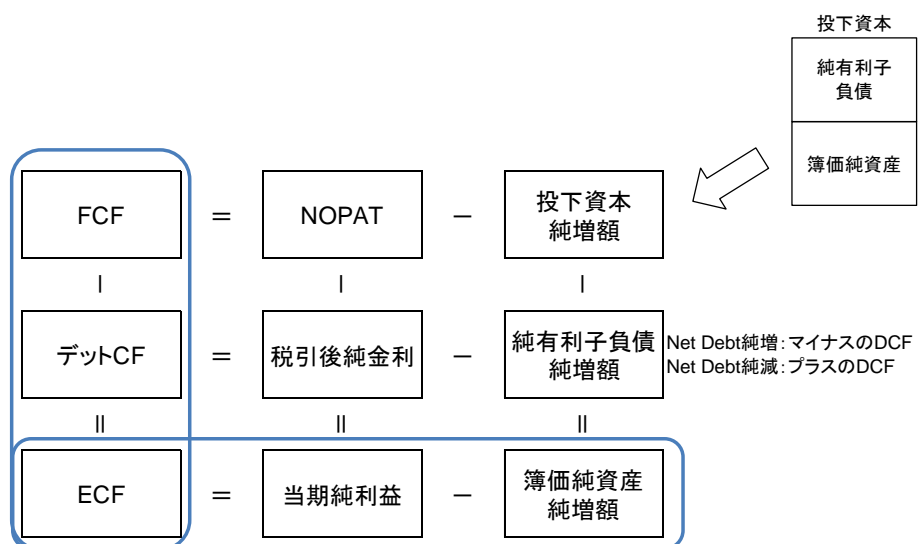 投下資本
純有利子
負債
簿価純資産
FCF = NOPAT － 投下資本
純増額
| | |
デットCF = 税引後純金利 － 純有利子負債
純増額
Net Debt純増：マイナスのDCF
Net Debt純減：プラスのDCF
|| || ||
ECF = 当期純利益 － 簿価純資産
純増額